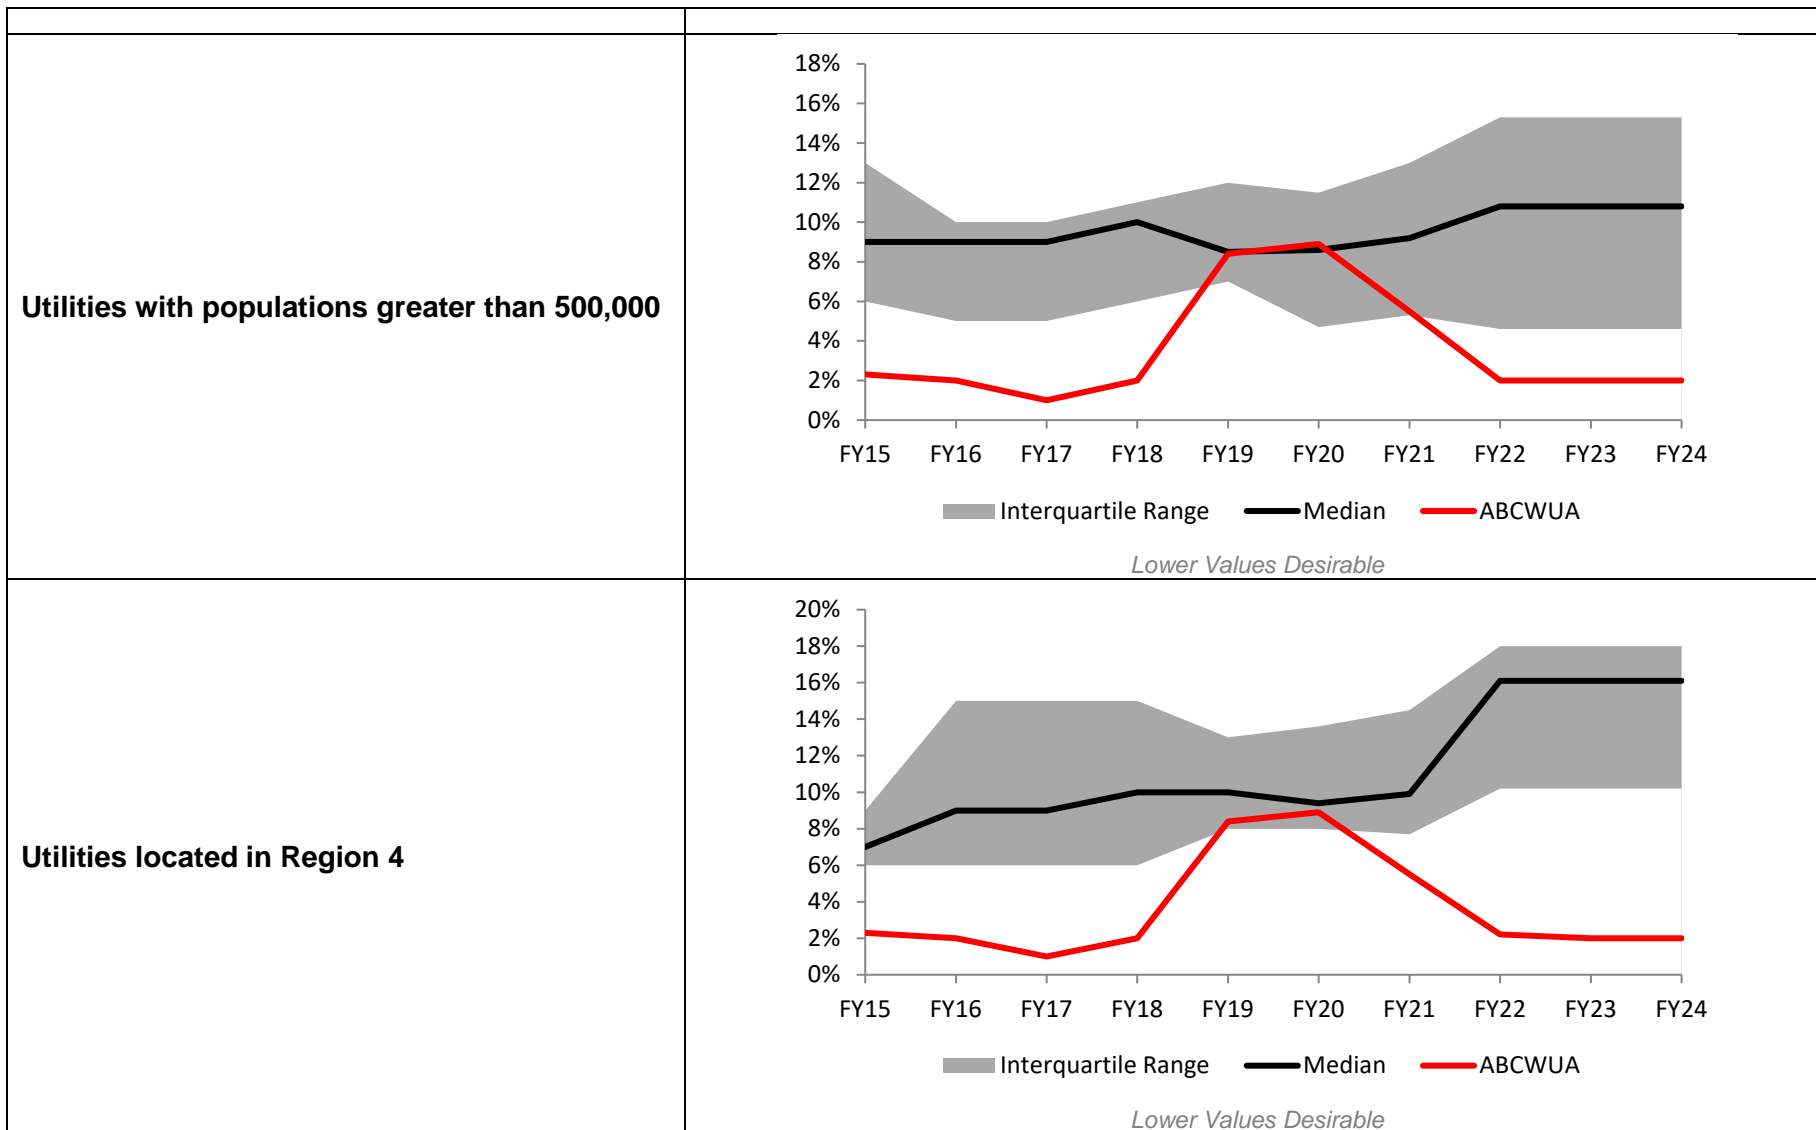 Utilities with populations greater than 500,000
18%
16%
14%
12%
10%
8%
6%
4%
2%
0%
FY15 FY16 FY17 FY18 FY19 FY20 FY21 FY22 FY23 FY24
Interquartile Range Median ABCWUA
Lower Values Desirable
Utilities located in Region 4
20%
18%
16%
14%
12%
10%
8%
6%
4%
2%
0%
FY15 FY16 FY17 FY18 FY19 FY20 FY21 FY22 FY23 FY24
Interquartile Range Median ABCWUA
Lower Values Desirable